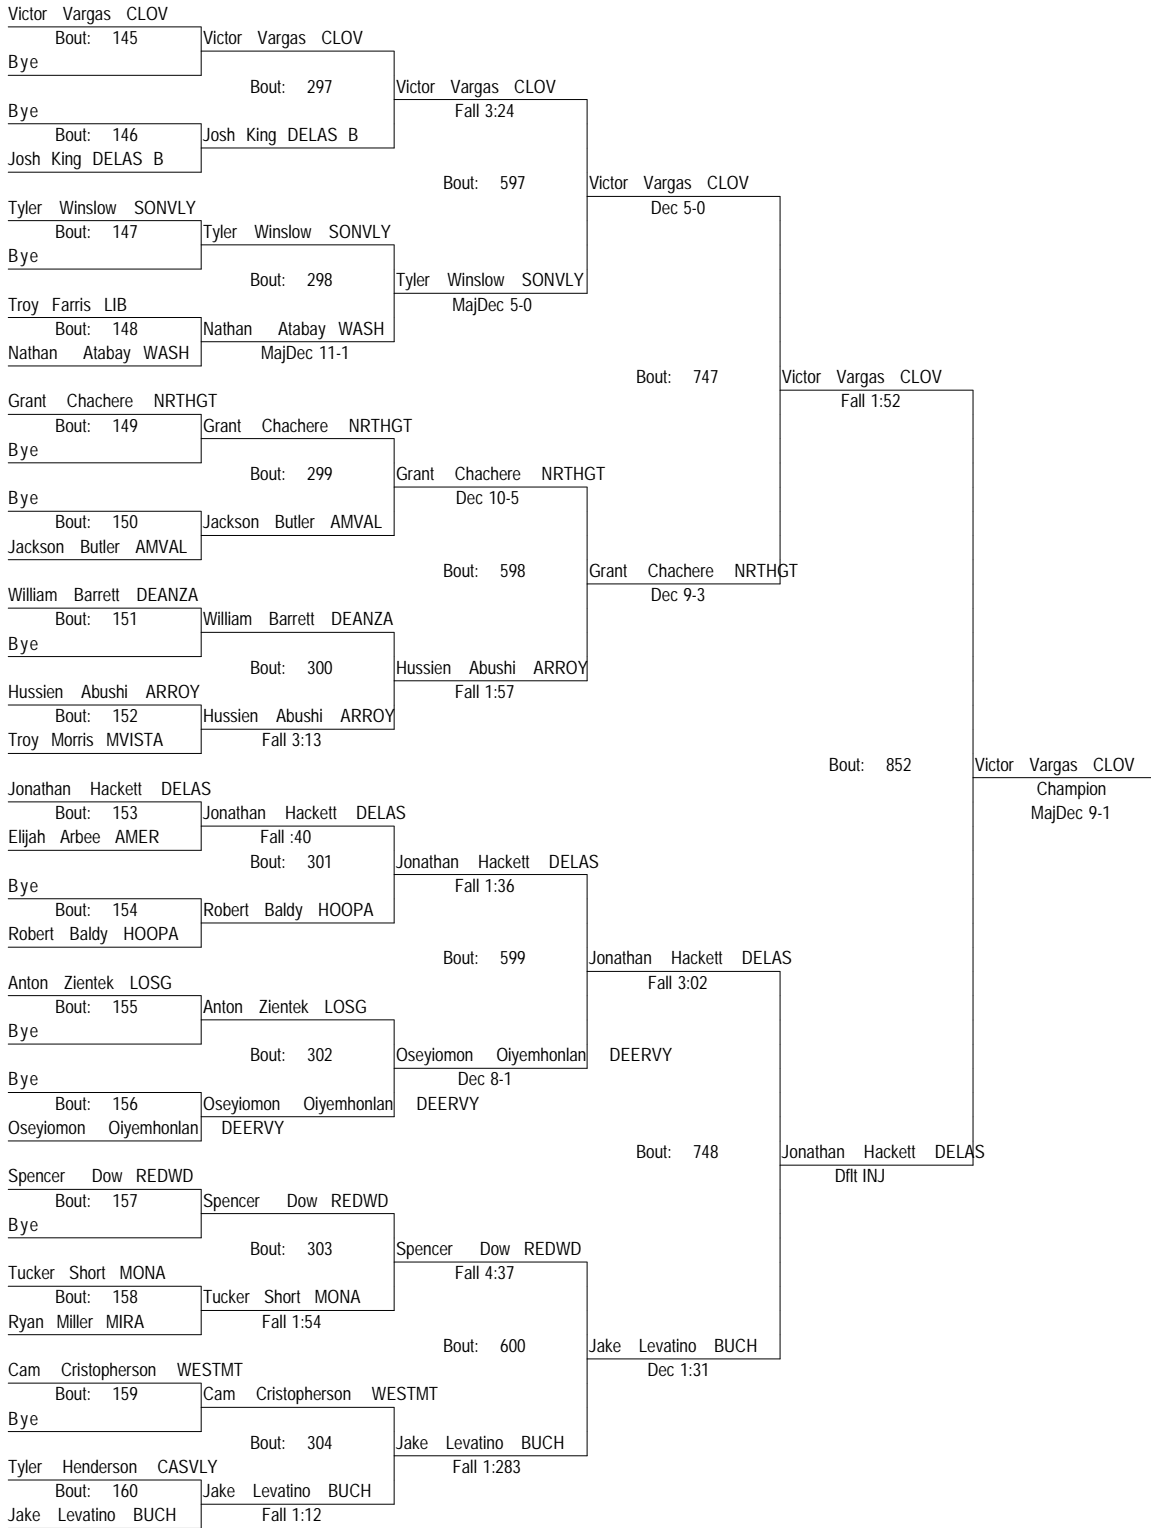 Victor Vargas CLOV
Bout: 145 Victor Vargas CLOV
Bye
Bout: 297 Victor Vargas CLOV
Bye Fall 3:24
Bout: 146 Josh King DELAS B
Josh King DELAS B
Bout: 597 Victor Vargas CLOV
Tyler Winslow SONVLY Dec 5-0
Bout: 147 Tyler Winslow SONVLY
Bye
Bout: 298 Tyler Winslow SONVLY
Troy Farris LIB MajDec 5-0
Bout: 148 Nathan Atabay WASH
Nathan Atabay WASH MajDec 11-1
Bout: 747 Victor Vargas CLOV
Grant Chachere NRTHGT Fall 1:52
Bout: 149 Grant Chachere NRTHGT
Bye
Bout: 299 Grant Chachere NRTHGT
Bye Dec 10-5
Bout: 150 Jackson Butler AMVAL
Jackson Butler AMVAL
Bout: 598 Grant Chachere NRTHGT
William Barrett DEANZA Dec 9-3
Bout: 151 William Barrett DEANZA
Bye
Bout: 300 Hussien Abushi ARROY
Hussien Abushi ARROY Fall 1:57
Bout: 152 Hussien Abushi ARROY
Troy Morris MVISTA Fall 3:13
Bout: 852 Victor Vargas CLOV
Jonathan Hackett DELAS Champion
Bout: 153 Jonathan Hackett DELAS MajDec 9-1
Elijah Arbee AMER Fall :40
Bout: 301 Jonathan Hackett DELAS
Bye Fall 1:36
Bout: 154 Robert Baldy HOOPA
Robert Baldy HOOPA
Bout: 599 Jonathan Hackett DELAS
Anton Zientek LOSG Fall 3:02
Bout: 155 Anton Zientek LOSG
Bye
Bout: 302 Oseyiomon Oiyemhonlan DEERVY
Bye Dec 8-1
Bout: 156 Oseyiomon Oiyemhonlan DEERVY
Oseyiomon Oiyemhonlan DEERVY
Bout: 748 Jonathan Hackett DELAS
Spencer Dow REDWD Dflt INJ
Bout: 157 Spencer Dow REDWD
Bye
Bout: 303 Spencer Dow REDWD
Tucker Short MONA Fall 4:37
Bout: 158 Tucker Short MONA
Ryan Miller MIRA Fall 1:54
Bout: 600 Jake Levatino BUCH
Cam Cristopherson WESTMT Dec 1:31
Bout: 159 Cam Cristopherson WESTMT
Bye
Bout: 304 Jake Levatino BUCH
Tyler Henderson CASVLY Fall 1:283
Bout: 160 Jake Levatino BUCH
Jake Levatino BUCH Fall 1:12